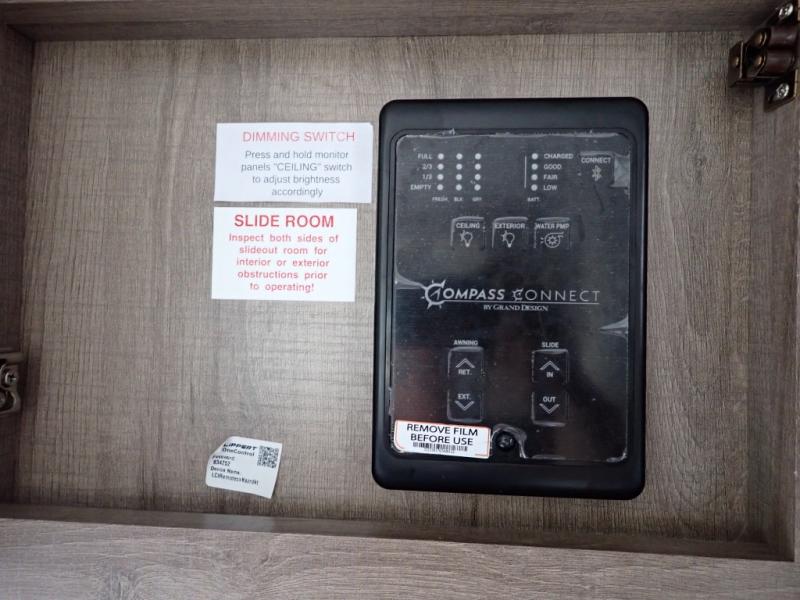 DIMMING SWITCH
Press and hold monitor
panels "CEILING" switch
to adjust brightness
accordingly
SLIDE ROOM
Inspect both sides of
slideout room for
interior or exterior
obstructions prior
to operating!
LIPPERT
OneControl
Device Name:
FULL
2/3
1/3
EMPTY
FRESH
BLK
GRY
CHARGED
GOOD
FAIR
LOW
BATT.
CONNECT
CEILING
EXTERIOR
WATER PMP
COMPASS CONNECT
BY GRAND DESIGN
AWNING
RET.
EXT.
SLIDE
IN
OUT
REMOVE FILM
BEFORE USE